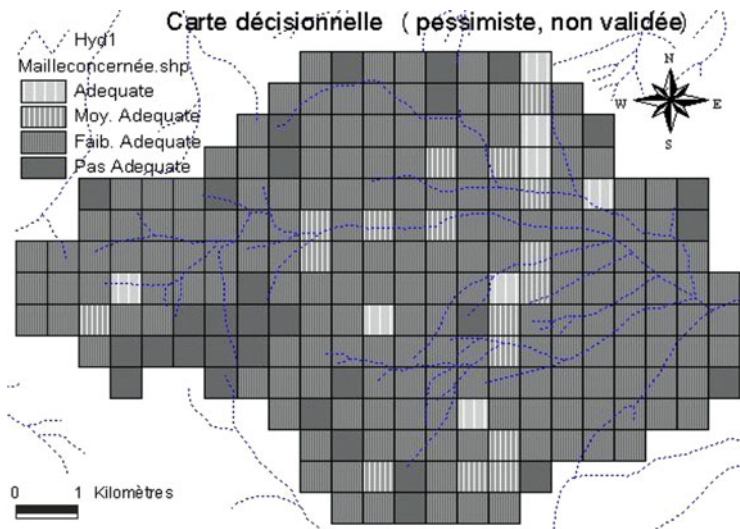 Carte décisionnelle ( pessimiste, non validée)
Hyd1
Mailleconcernée.shp
Adequate
Moy. Adequate
Faib. Adequate
Pas Adequate
N
W E
S
0 1 Kilomètres